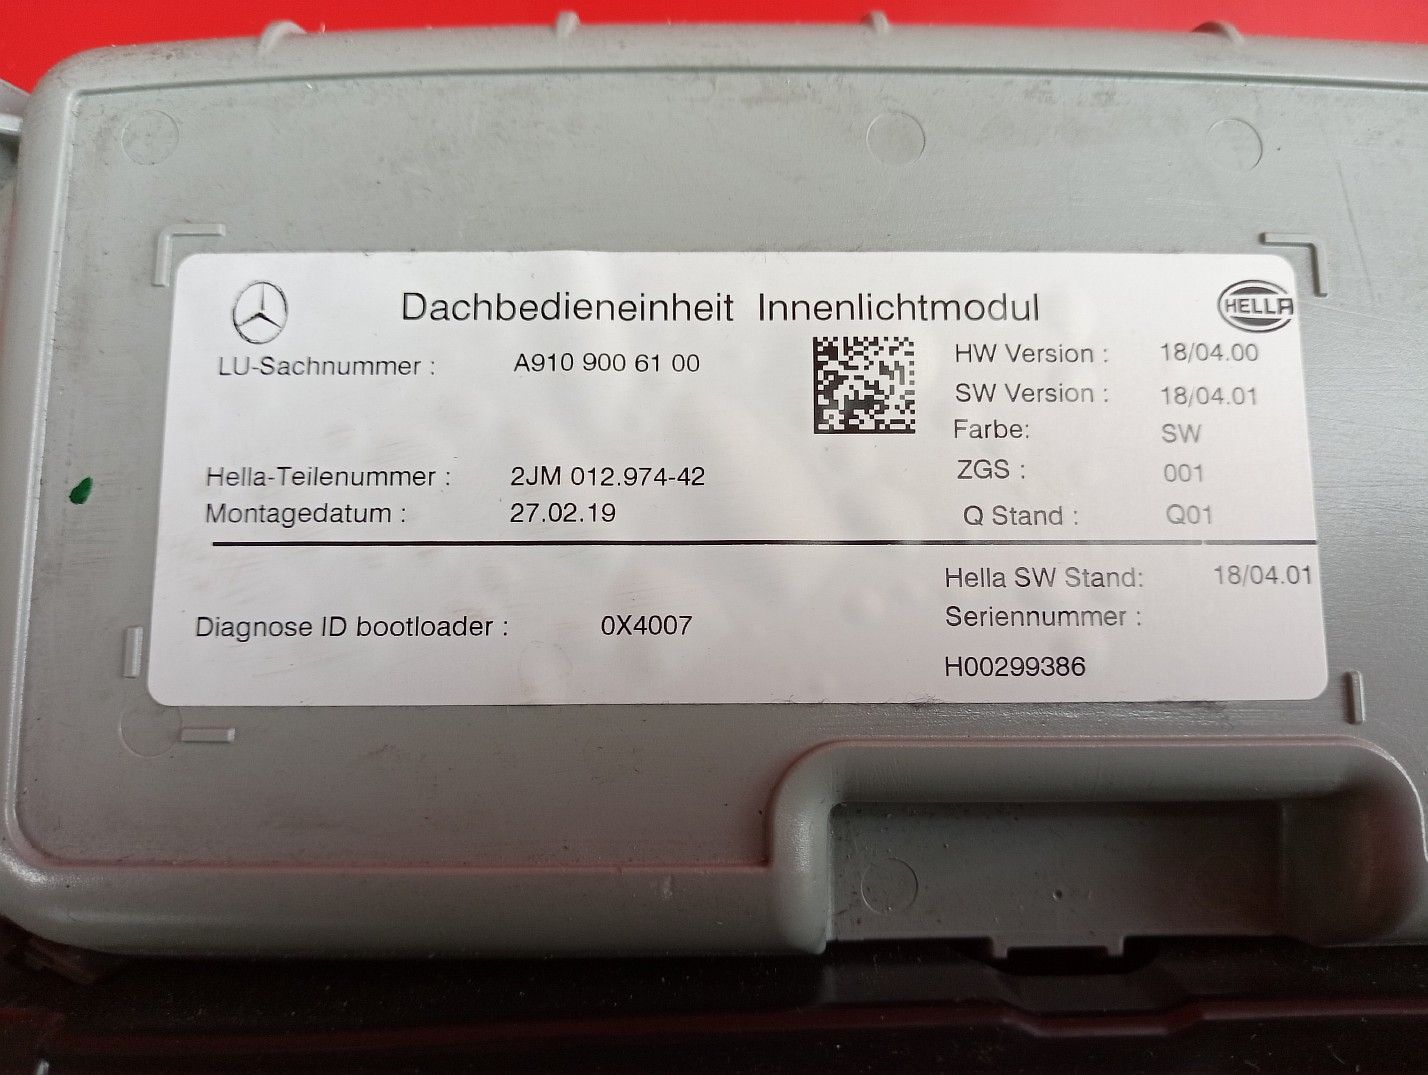 Dachbedieneinheit Innenlichtmodul
HELLA
LU-Sachnummer : A910 900 61 00
HW Version : 18/04.00
SW Version : 18/04.01
Farbe: SW
Hella-Teilenummer : 2JM 012.974-42
ZGS : 001
Montagedatum : 27.02.19
Q Stand : Q01
Hella SW Stand: 18/04.01
Diagnose ID bootloader : 0X4007
Seriennummer :
H00299386